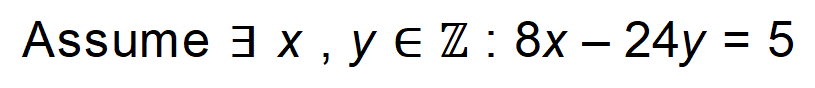 Assume ∃ x , y ∈ ℤ : 8x – 24y = 5